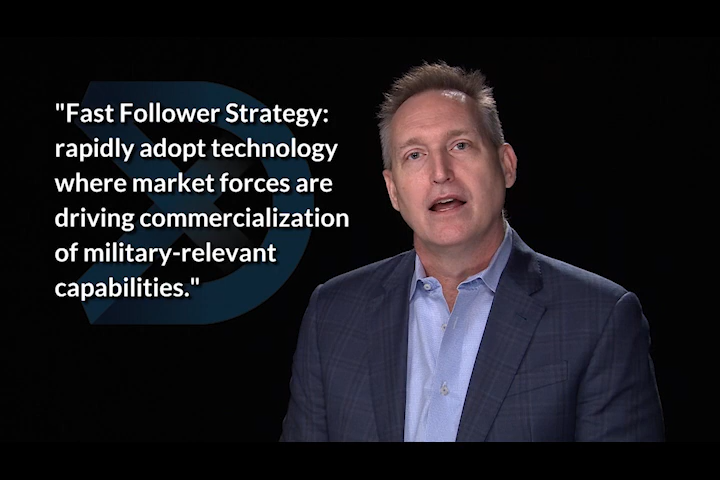 "Fast Follower Strategy:
rapidly adopt technology
where market forces are
driving commercialization
of military-relevant
capabilities."